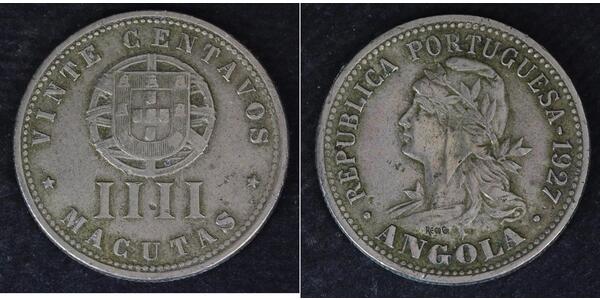 VINTE CENTAVOS
IIII
MACUTAS
REPUBLICA PORTUGUESA·1927
ANGOLA